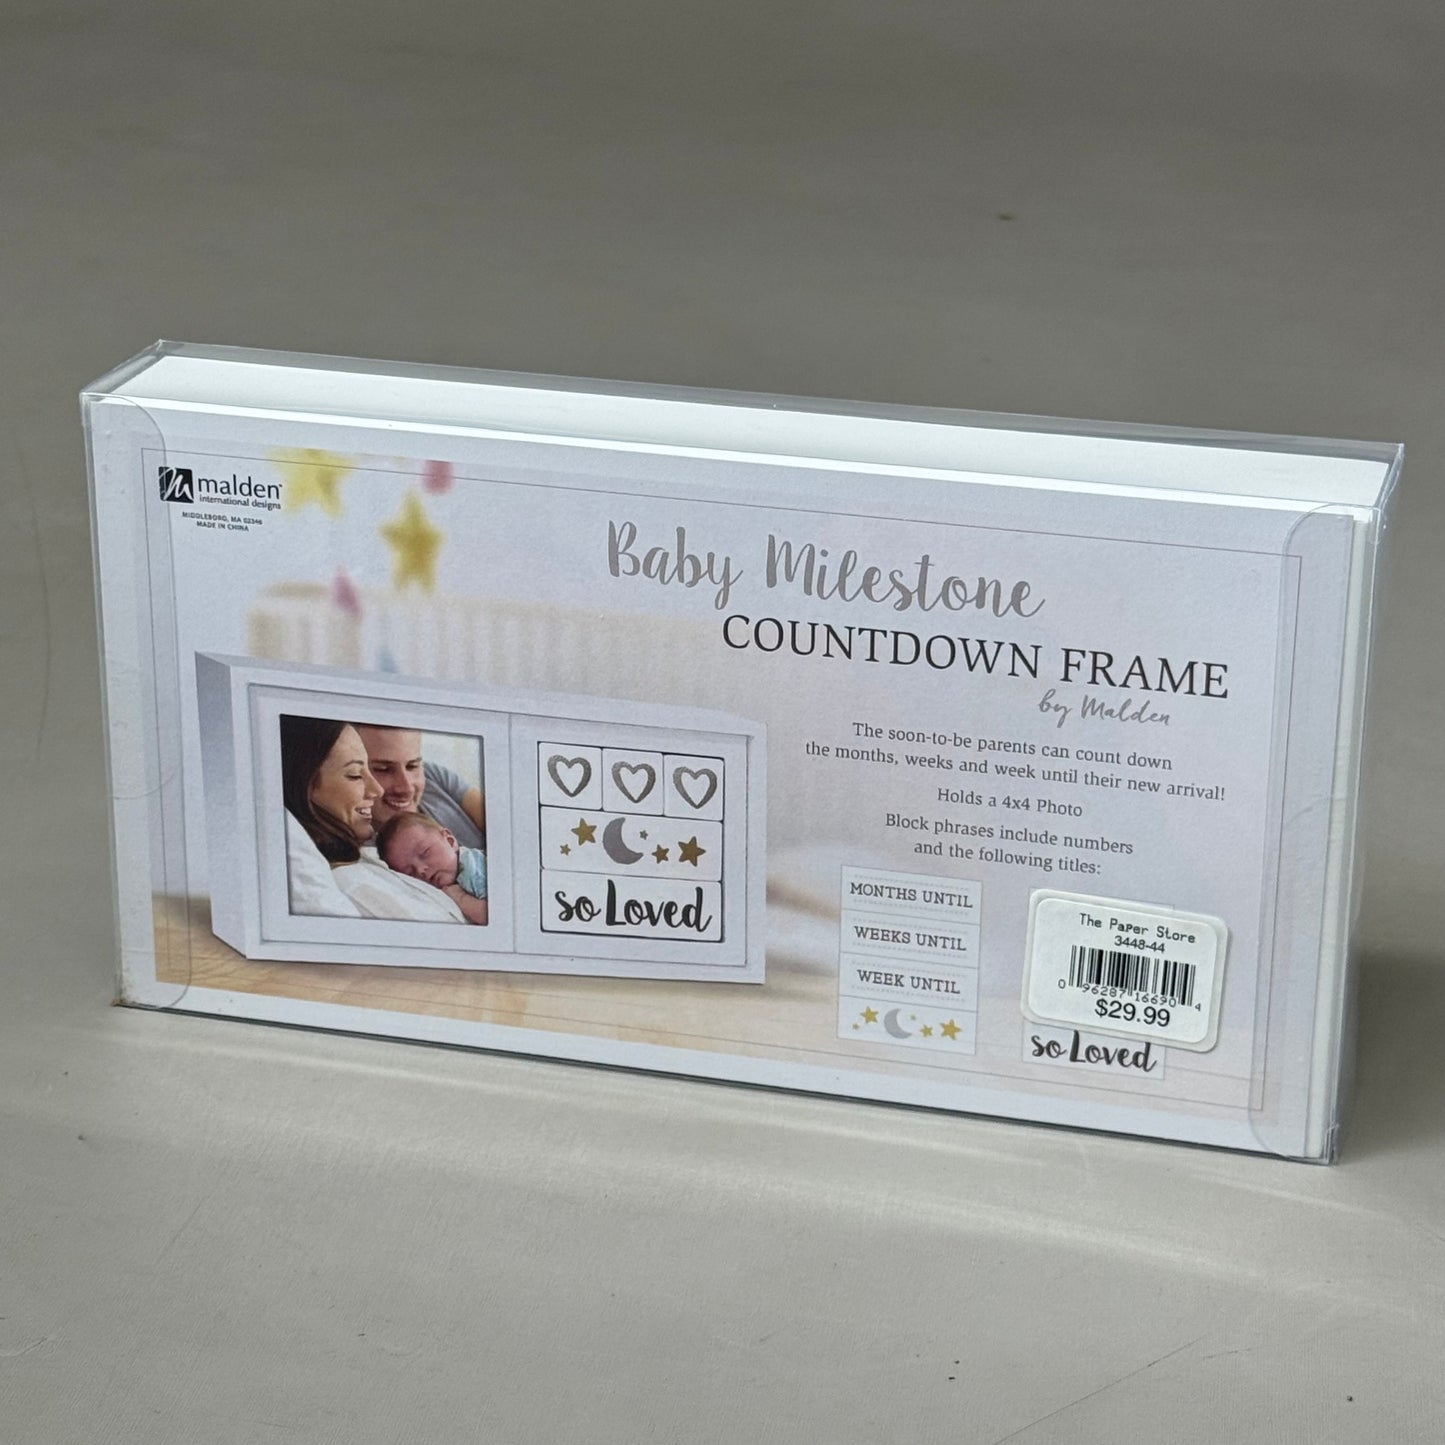 malden
international designs
MIDDLEBORO, MA 02346
MADE IN CHINA
Baby Milestone
COUNTDOWN FRAME
by Malden
The soon-to-be parents can count down
the months, weeks and week until their new arrival!
Holds a 4x4 Photo
Block phrases include numbers
and the following titles:
so Loved
MONTHS UNTIL
WEEKS UNTIL
WEEK UNTIL
The Paper Store
3448-44
0 96287 16690 4
$29.99
so Loved